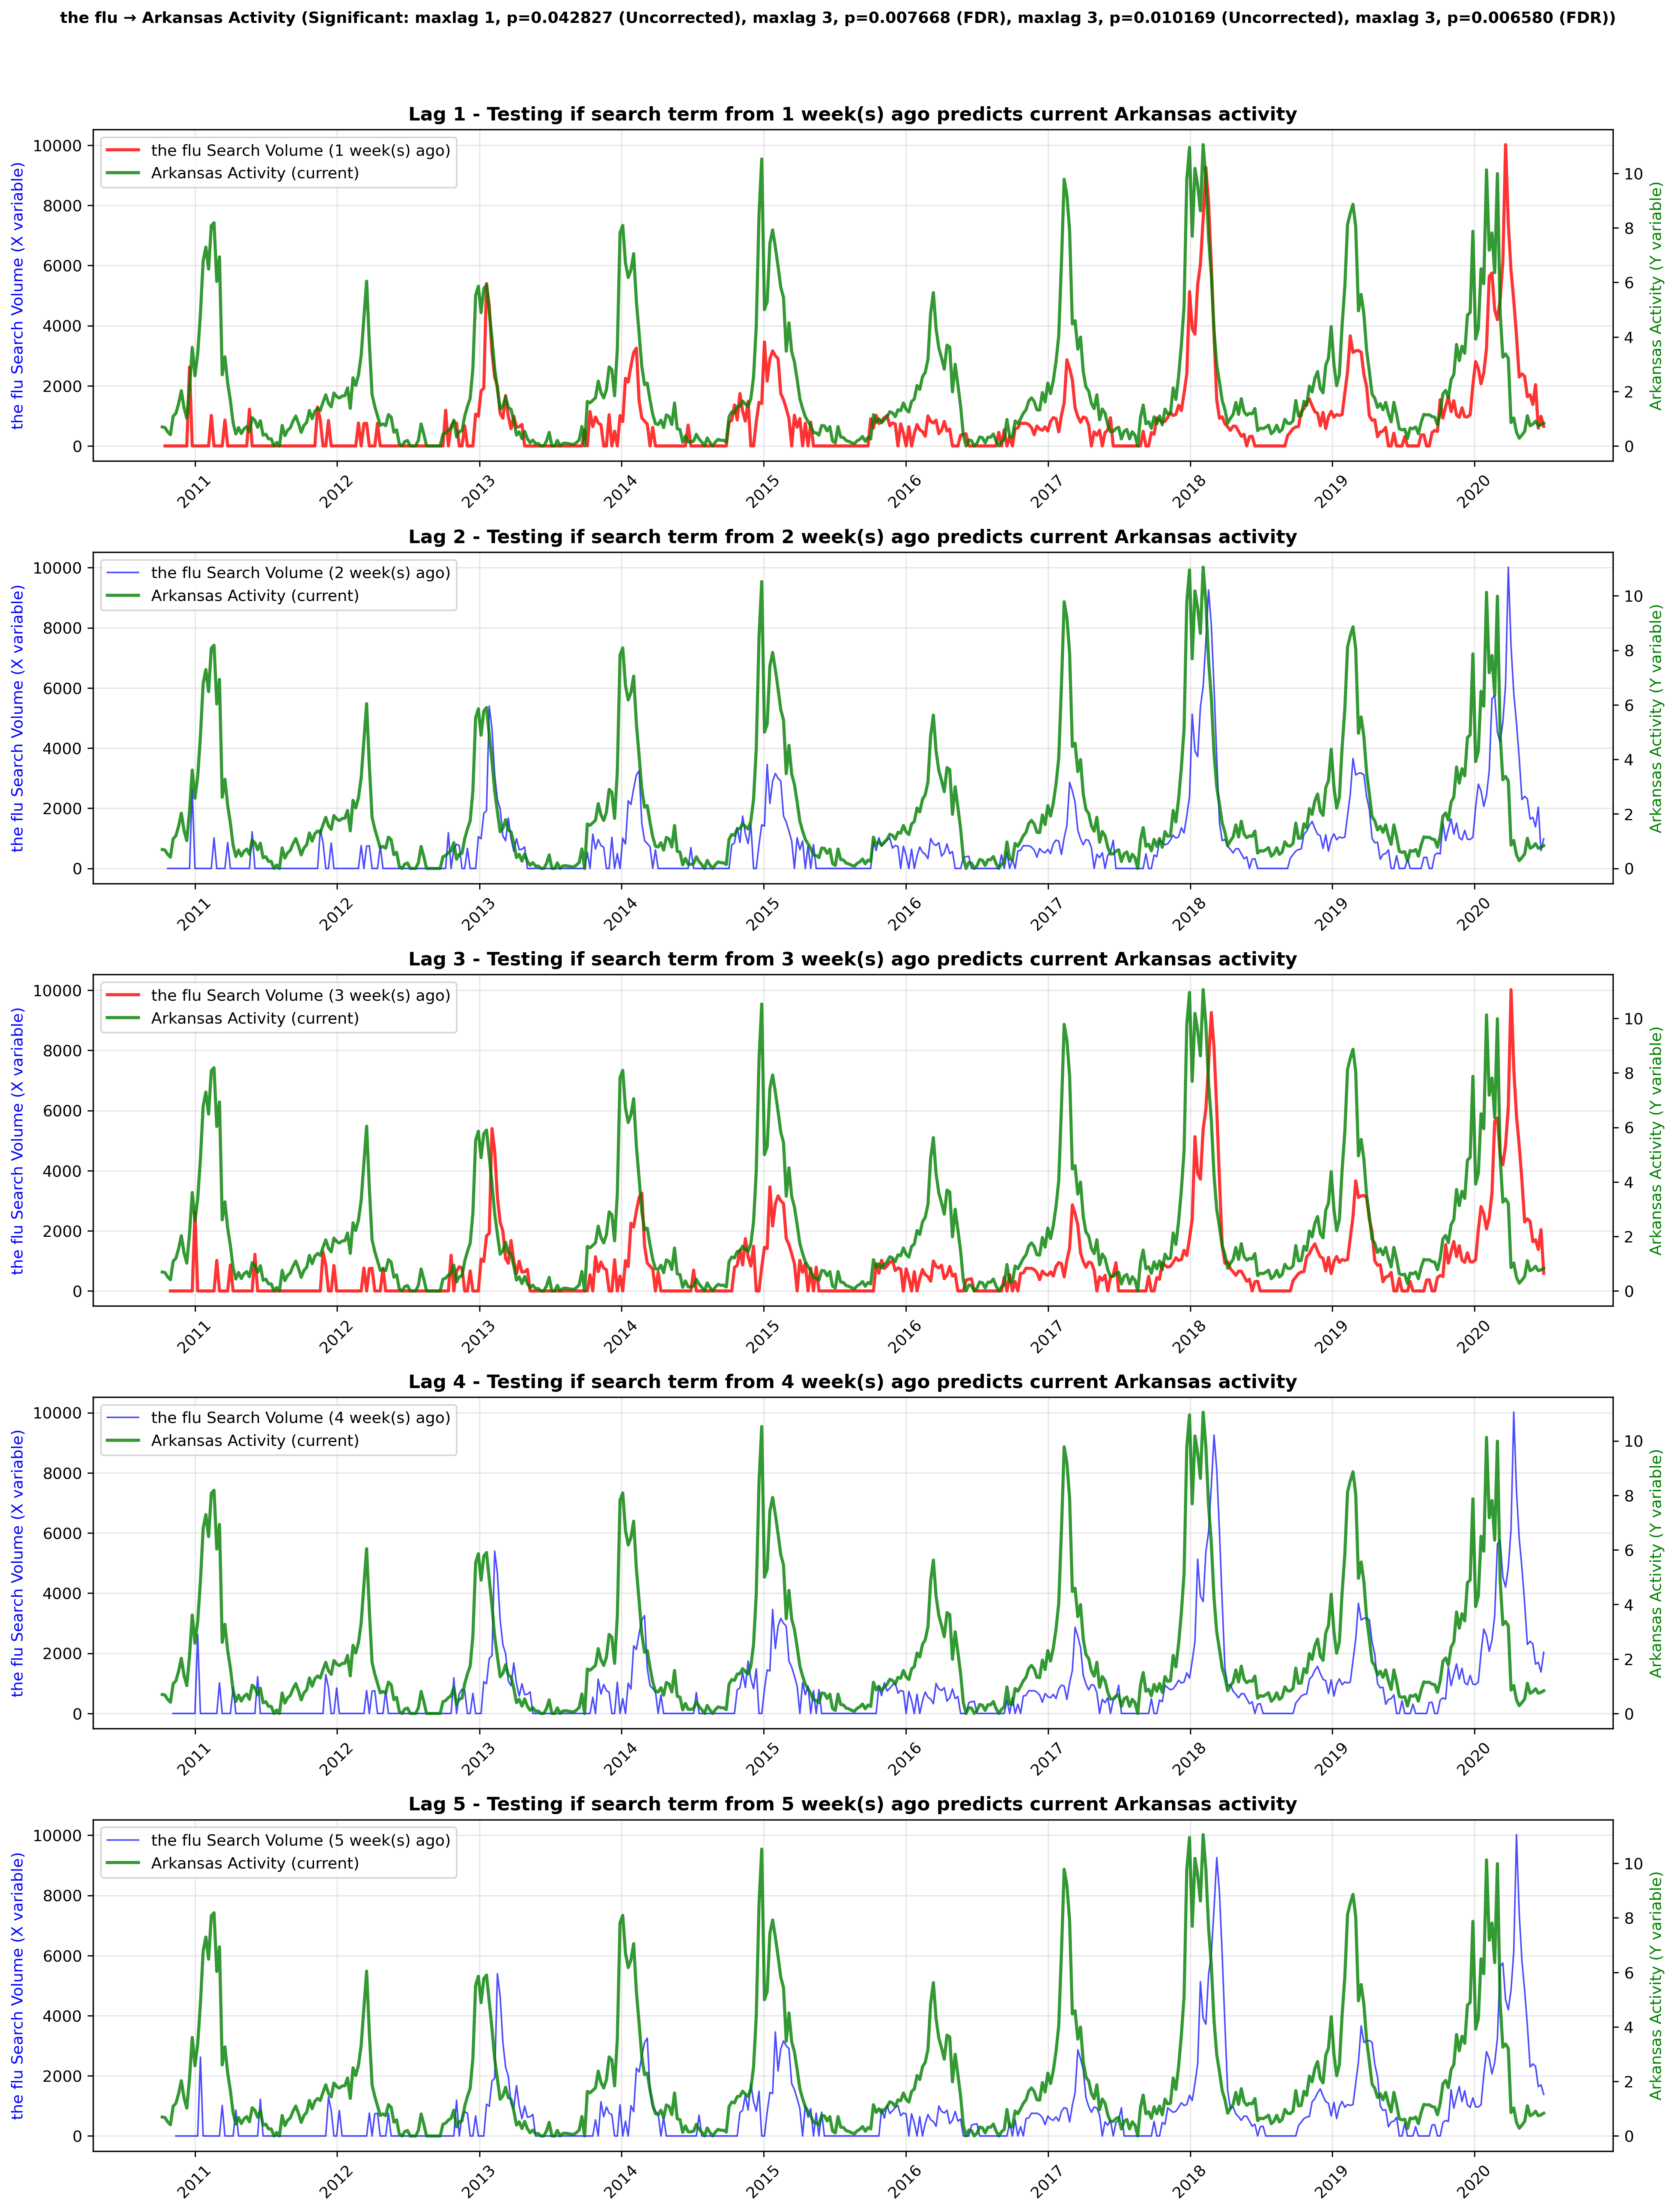 the flu → Arkansas Activity (Significant: maxlag 1, p=0.042827 (Uncorrected), maxlag 3, p=0.007668 (FDR), maxlag 3, p=0.010169 (Uncorrected), maxlag 3, p=0.006580 (FDR))
Lag 1 - Testing if search term from 1 week(s) ago predicts current Arkansas activity
the flu Search Volume (1 week(s) ago)
Arkansas Activity (current)
the flu Search Volume (X variable)
10000
8000
6000
4000
2000
0
Arkansas Activity (Y variable)
10
8
6
4
2
0
2011 2012 2013 2014 2015 2016 2017 2018 2019 2020
Lag 2 - Testing if search term from 2 week(s) ago predicts current Arkansas activity
the flu Search Volume (2 week(s) ago)
Arkansas Activity (current)
the flu Search Volume (X variable)
10000
8000
6000
4000
2000
0
Arkansas Activity (Y variable)
10
8
6
4
2
0
2011 2012 2013 2014 2015 2016 2017 2018 2019 2020
Lag 3 - Testing if search term from 3 week(s) ago predicts current Arkansas activity
the flu Search Volume (3 week(s) ago)
Arkansas Activity (current)
the flu Search Volume (X variable)
10000
8000
6000
4000
2000
0
Arkansas Activity (Y variable)
10
8
6
4
2
0
2011 2012 2013 2014 2015 2016 2017 2018 2019 2020
Lag 4 - Testing if search term from 4 week(s) ago predicts current Arkansas activity
the flu Search Volume (4 week(s) ago)
Arkansas Activity (current)
the flu Search Volume (X variable)
10000
8000
6000
4000
2000
0
Arkansas Activity (Y variable)
10
8
6
4
2
0
2011 2012 2013 2014 2015 2016 2017 2018 2019 2020
Lag 5 - Testing if search term from 5 week(s) ago predicts current Arkansas activity
the flu Search Volume (5 week(s) ago)
Arkansas Activity (current)
the flu Search Volume (X variable)
10000
8000
6000
4000
2000
0
Arkansas Activity (Y variable)
10
8
6
4
2
0
2011 2012 2013 2014 2015 2016 2017 2018 2019 2020